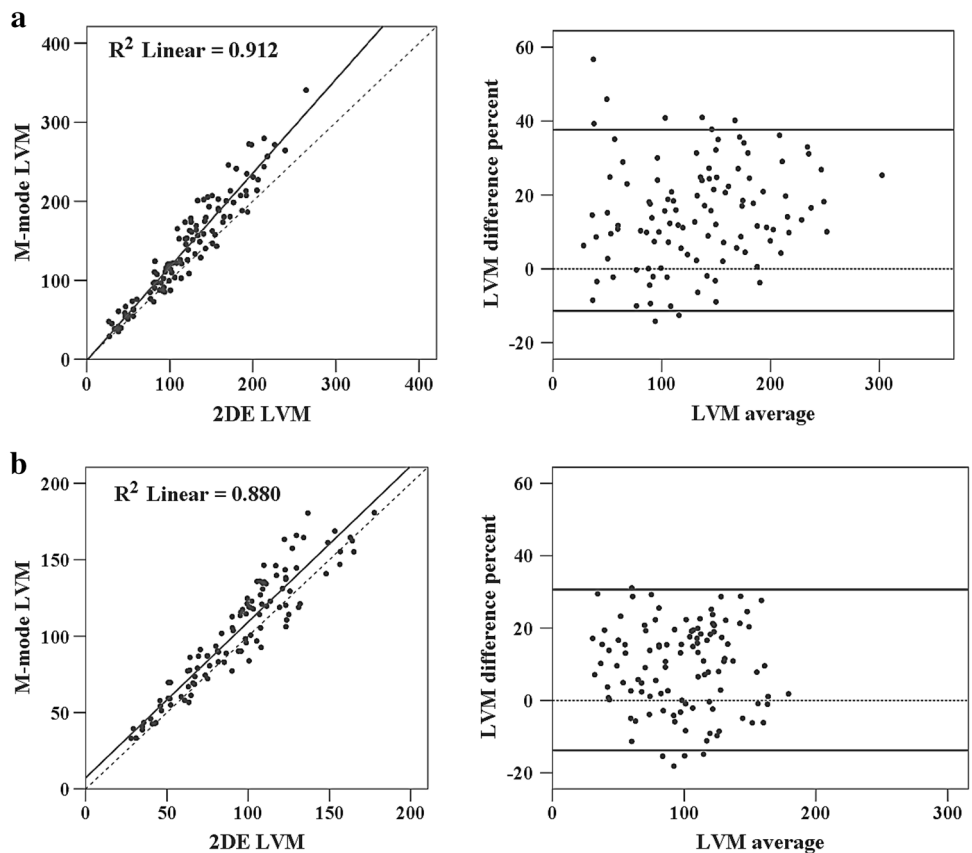 a
R² Linear = 0.912
M-mode LVM
400
300
200
100
0
0 100 200 300 400
2DE LVM
LVM difference percent
60
40
20
0
-20
0 100 200 300
LVM average
b
R² Linear = 0.880
M-mode LVM
200
150
100
50
0
0 50 100 150 200
2DE LVM
LVM difference percent
60
40
20
0
-20
0 100 200 300
LVM average